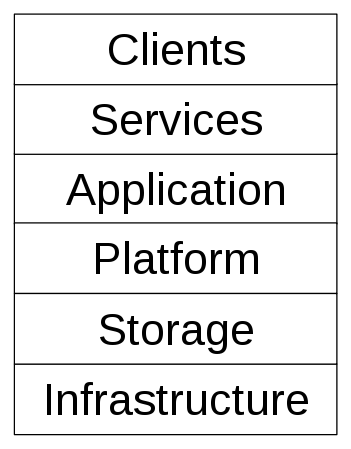 Clients
Services
Application
Platform
Storage
Infrastructure